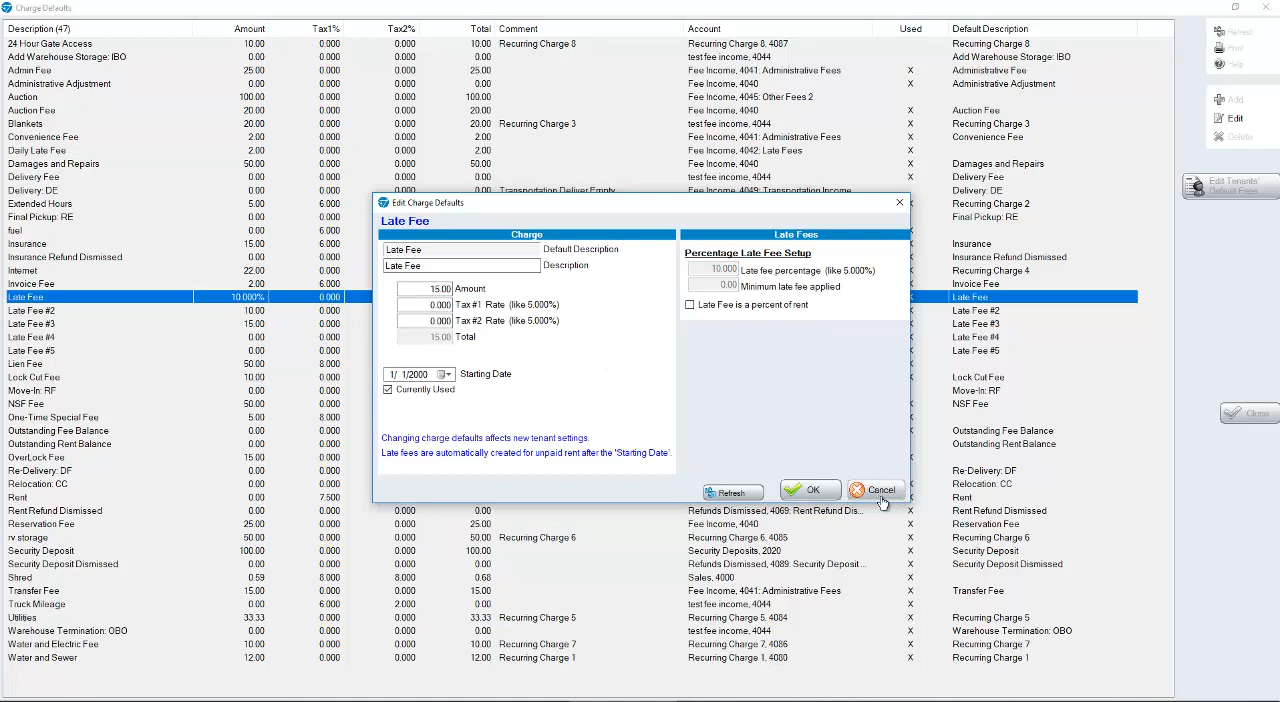 Charge Defaults
Description (47) Amount Tax1% Tax2% Total Comment Account Used Default Description
24 Hour Gate Access 10.00 0.000 0.000 10.00 Recurring Charge 8 Recurring Charge 8, 4087 Recurring Charge 8
Add Warehouse Storage: IBO 0.00 0.000 0.000 0.00 test fee income, 4044 Add Warehouse Storage: IBO
Admin Fee 25.00 0.000 0.000 25.00 Fee Income, 4041: Administrative Fees X Administrative Fee
Administrative Adjustment 0.00 0.000 0.000 0.00 Fee Income, 4040 X Administrative Adjustment
Auction 100.00 0.000 0.000 100.00 Fee Income, 4045: Other Fees 2 X
Auction Fee 20.00 0.000 0.000 20.00 Fee Income, 4040 X Auction Fee
Blankets 20.00 0.000 0.000 20.00 Recurring Charge 3 test fee income, 4044 X Recurring Charge 3
Convenience Fee 2.00 0.000 0.000 2.00 Fee Income, 4041: Administrative Fees X Convenience Fee
Daily Late Fee 2.00 0.000 0.000 2.00 Fee Income, 4042: Late Fees X
Damages and Repairs 50.00 0.000 0.000 50.00 Fee Income, 4040 X Damages and Repairs
Delivery Fee 0.00 0.000 0.000 0.00 test fee income, 4044 X Delivery Fee
Delivery: DE 0.00 0.000 0.000 0.00 Transportation Deliver Empty Fee Income, 4049: Transportation Income X Delivery: DE
Extended Hours 5.00 6.000 Recurring Charge 2
Final Pickup: RE 0.00 0.000 Final Pickup: RE
fuel 0.00 6.000
Insurance 15.00 0.000 Insurance
Insurance Refund Dismissed 0.00 0.000 Insurance Refund Dismissed
Internet 22.00 0.000 Recurring Charge 4
Invoice Fee 2.00 6.000 Invoice Fee
Late Fee 10.000% 0.000 Late Fee
Late Fee #2 10.00 0.000 Late Fee #2
Late Fee #3 15.00 0.000 Late Fee #3
Late Fee #4 0.00 0.000 Late Fee #4
Late Fee #5 0.00 0.000 Late Fee #5
Lien Fee 50.00 8.000
Lock Cut Fee 10.00 0.000 Lock Cut Fee
Move-In: RF 0.00 0.000 Move-In: RF
NSF Fee 50.00 0.000 NSF Fee
One-Time Special Fee 5.00 8.000
Outstanding Fee Balance 0.00 0.000 Outstanding Fee Balance
Outstanding Rent Balance 0.00 0.000 Outstanding Rent Balance
OverLock Fee 15.00 0.000
Re-Delivery: DF 0.00 0.000 Re-Delivery: DF
Relocation: CC 0.00 0.000 Relocation: CC
Rent 0.00 7.500 Rent
Rent Refund Dismissed 0.00 0.000 0.000 0.00 Refunds Dismissed, 4069: Rent Refund Dis... X Rent Refund Dismissed
Reservation Fee 25.00 0.000 0.000 25.00 Fee Income, 4040 X Reservation Fee
rv storage 50.00 0.000 0.000 50.00 Recurring Charge 6 Recurring Charge 6, 4085 X Recurring Charge 6
Security Deposit 100.00 0.000 0.000 100.00 Security Deposits, 2020 X Security Deposit
Security Deposit Dismissed 0.00 0.000 0.000 0.00 Refunds Dismissed, 4089: Security Deposit ... X Security Deposit Dismissed
Shred 0.59 8.000 8.000 0.68 Sales, 4000 X
Transfer Fee 15.00 0.000 0.000 15.00 Fee Income, 4041: Administrative Fees X Transfer Fee
Truck Mileage 0.00 6.000 2.000 0.00 test fee income, 4044 X
Utilities 33.33 0.000 0.000 33.33 Recurring Charge 5 Recurring Charge 5, 4084 X Recurring Charge 5
Warehouse Termination: OBO 0.00 0.000 0.000 0.00 test fee income, 4044 X Warehouse Termination: OBO
Water and Electric Fee 10.00 0.000 0.000 10.00 Recurring Charge 7 Recurring Charge 7, 4086 X Recurring Charge 7
Water and Sewer 12.00 0.000 0.000 12.00 Recurring Charge 1 Recurring Charge 1, 4080 X Recurring Charge 1
Edit Charge Defaults
Late Fee
Charge
Late Fee Default Description
Late Fee Description
15.00 Amount
0.000 Tax #1 Rate (like 5.000%)
0.000 Tax #2 Rate (like 5.000%)
15.00 Total
1/ 1/2000 Starting Date
Currently Used
Changing charge defaults affects new tenant settings.
Late fees are automatically created for unpaid rent after the 'Starting Date'.
Late Fees
Percentage Late Fee Setup
10.000 Late fee percentage (like 5.000%)
0.00 Minimum late fee applied
Late Fee is a percent of rent
Refresh OK Cancel
Refresh
Print
Help
Add
Edit
Delete
Edit Tenants'
Default Fees
Close